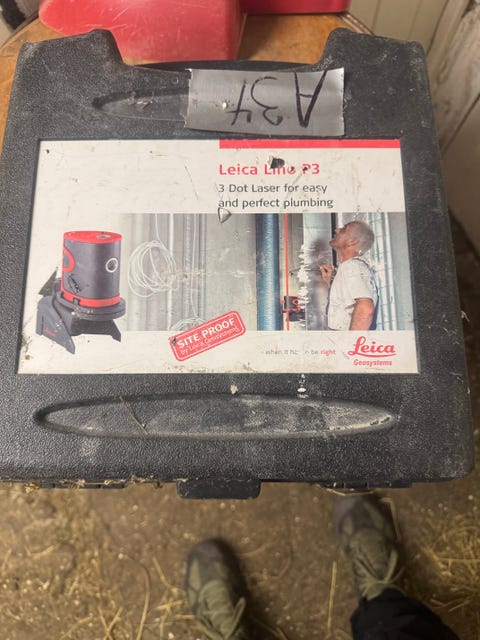 A34
Leica Lino P3
3 Dot Laser for easy
and perfect plumbing
SITE PROOF
By Leica Geosystems
- when it has to be right
Leica
Geosystems